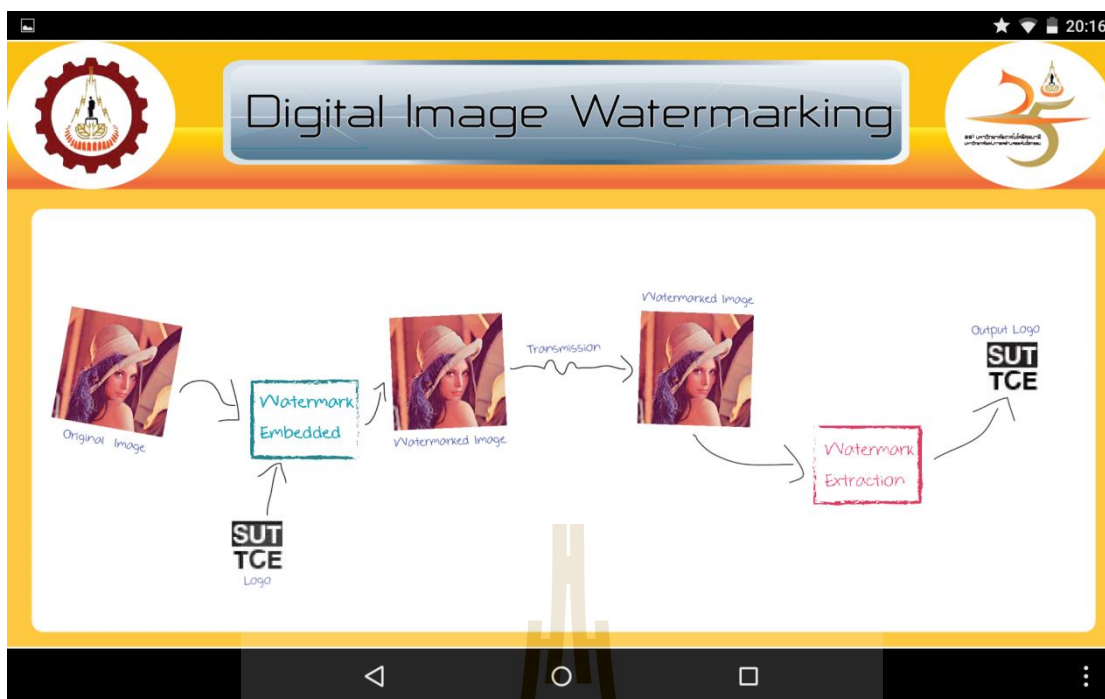 20:16
Digital Image Watermarking
Watermarked Image
Output Logo
SUT
TCE
Transmission
Watermark
Embedded
Original Image
Watermarked Image
Watermark
Extraction
SUT
TCE
Logo